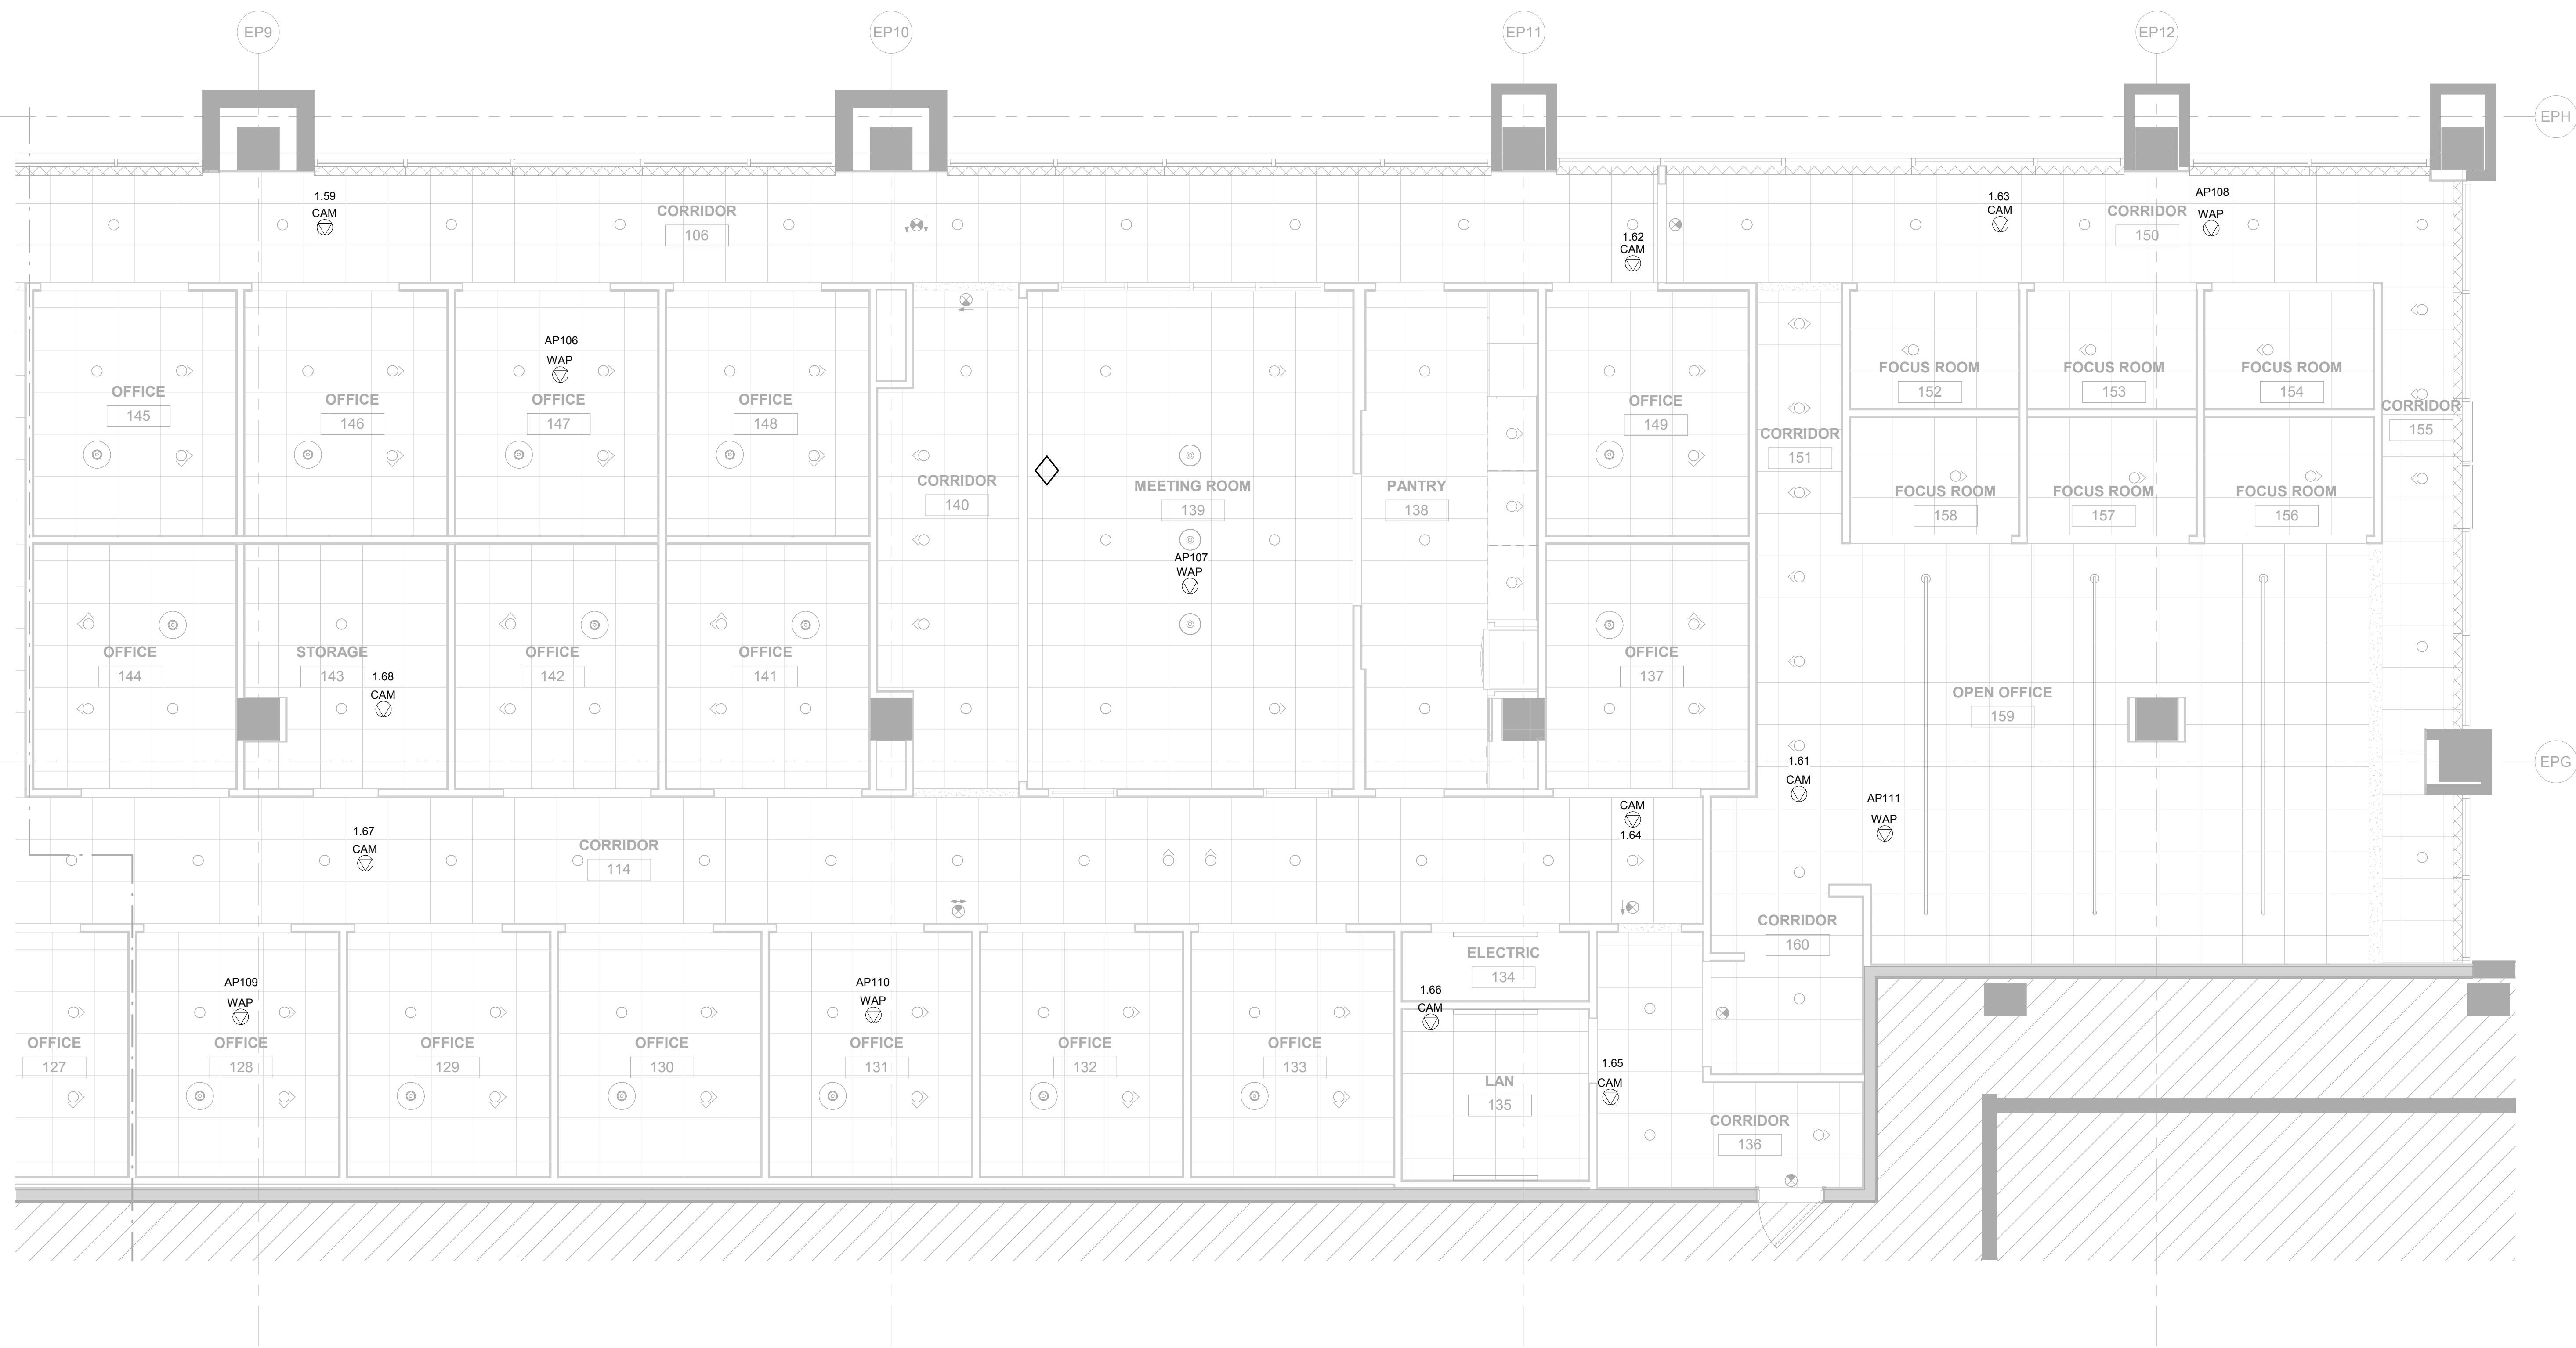 EP9
EP10
EP11
EP12
EPH
1.59
CAM
CORRIDOR
106
1.62
CAM
1.63
CAM
CORRIDOR
150
AP108
WAP
OFFICE
145
OFFICE
146
AP106
WAP
OFFICE
147
OFFICE
148
CORRIDOR
140
MEETING ROOM
139
AP107
WAP
PANTRY
138
OFFICE
149
CORRIDOR
151
FOCUS ROOM
152
FOCUS ROOM
153
FOCUS ROOM
154
CORRIDOR
155
FOCUS ROOM
158
FOCUS ROOM
157
FOCUS ROOM
156
OFFICE
144
STORAGE
143
1.68
CAM
OFFICE
142
OFFICE
141
OFFICE
137
OPEN OFFICE
159
EPG
1.61
CAM
AP111
WAP
1.67
CAM
CORRIDOR
114
CAM
1.64
CORRIDOR
160
OFFICE
127
AP109
WAP
OFFICE
128
OFFICE
129
OFFICE
130
AP110
WAP
OFFICE
131
OFFICE
132
OFFICE
133
ELECTRIC
134
1.66
CAM
LAN
135
1.65
CAM
CORRIDOR
136